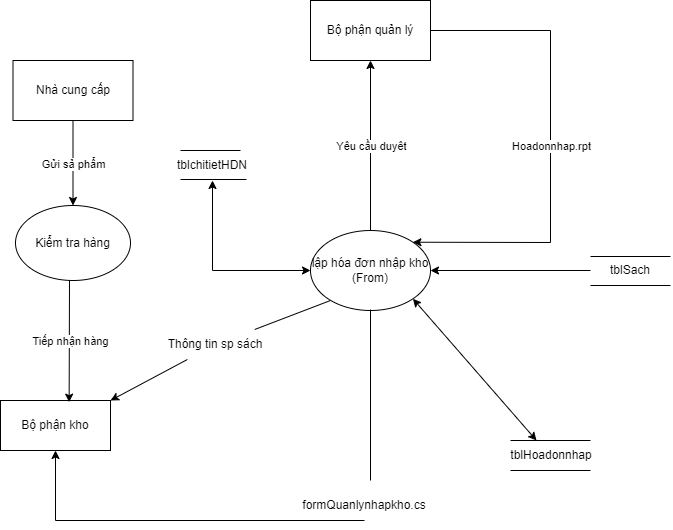 Bộ phận quản lý
Nhà cung cấp
Gửi sả phẩm
Yêu cầu duyêt
Hoadonnhap.rpt
tblchitietHDN
Kiểm tra hàng
lập hóa đơn nhập kho
(From)
tblSach
Tiếp nhận hàng
Thông tin sp sách
Bộ phận kho
tblHoadonnhap
formQuanlynhapkho.cs